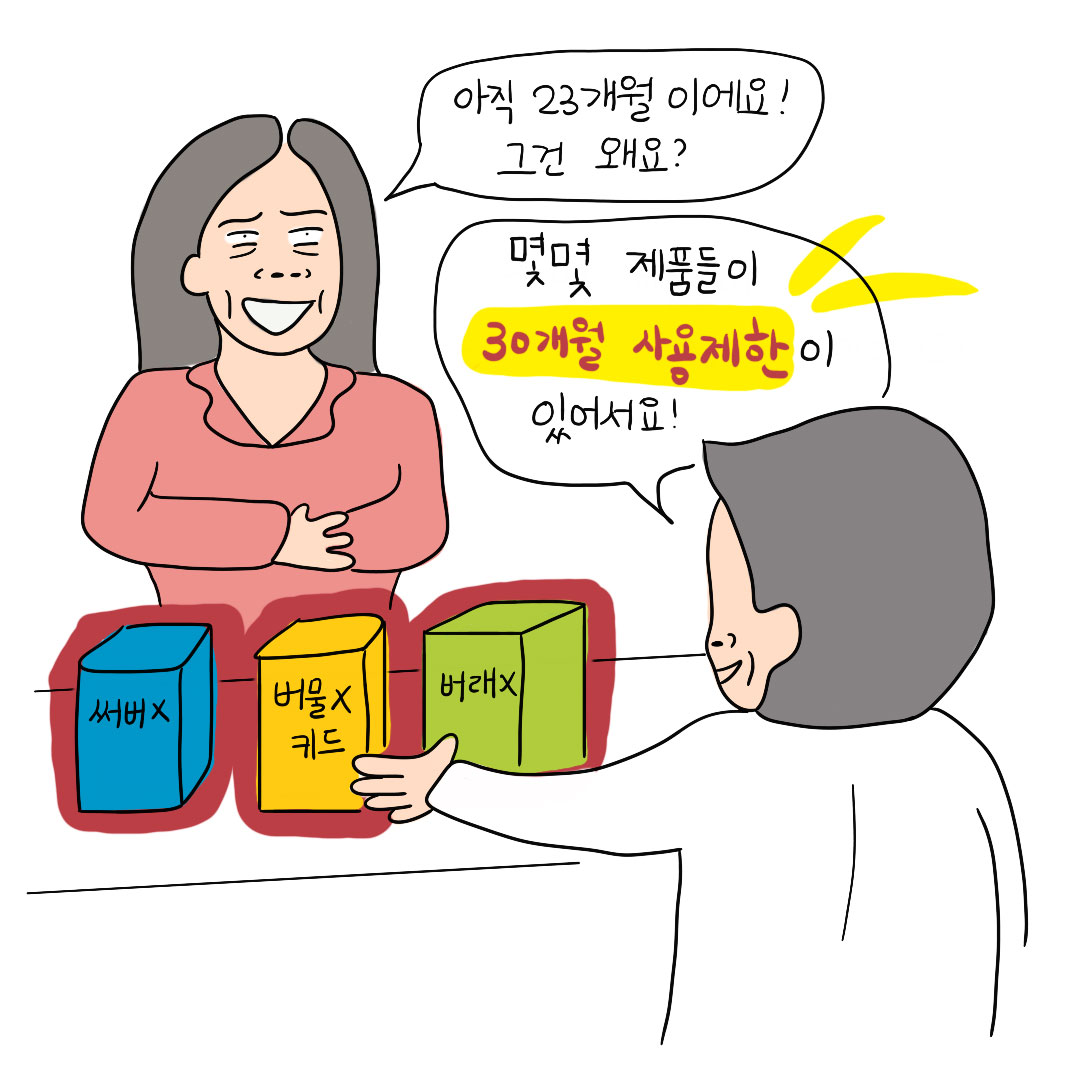 아직 23개월 이에요!
그건 왜요?
몇몇 제품들이
30개월 사용제한이
있어서요!
써버X
버물X
키드
버래X